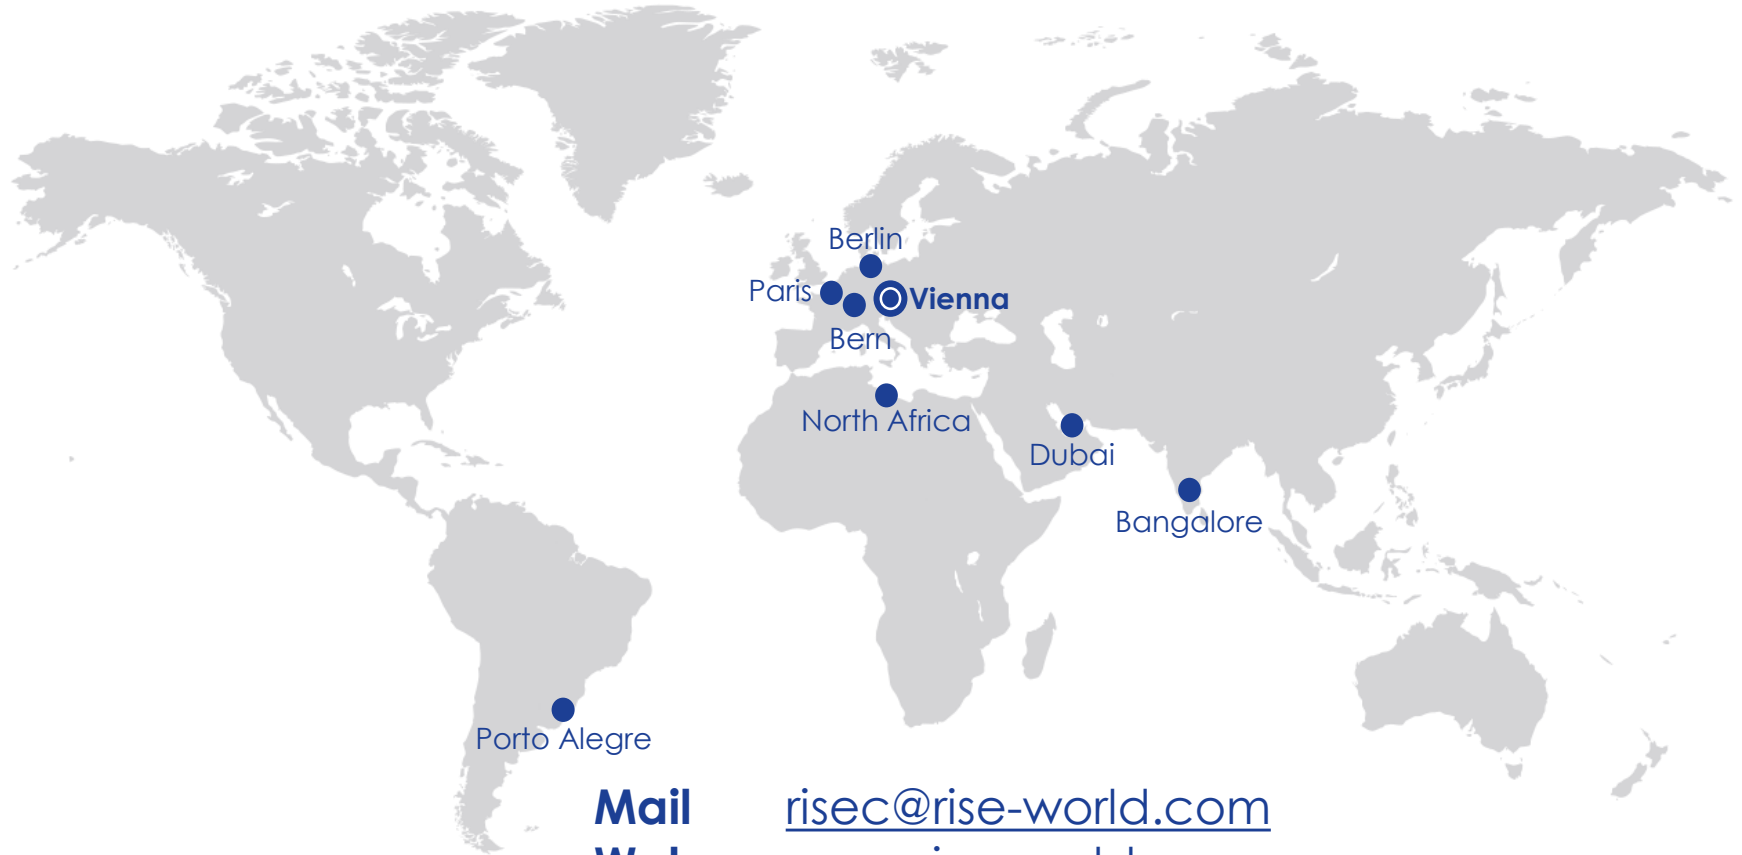 Berlin
Paris
Vienna
Bern
North Africa
Dubai
Bangalore
Porto Alegre
Mail risec@rise-world.com